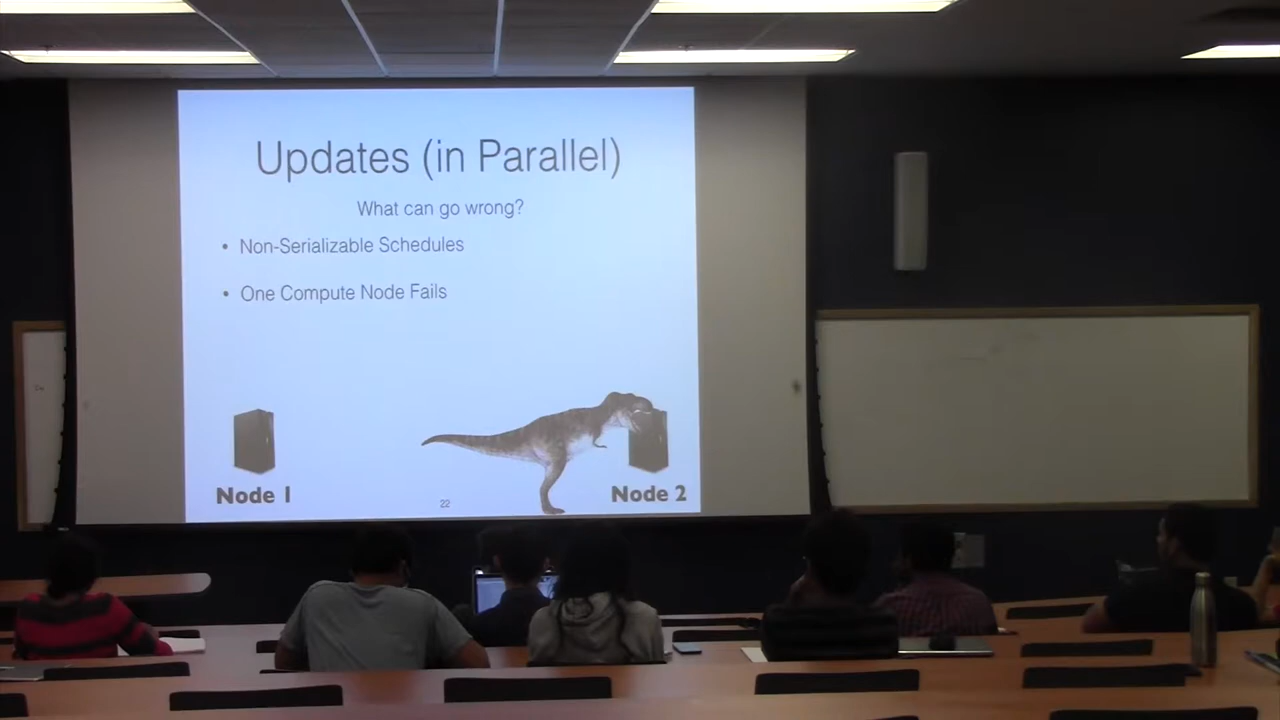 Updates (in Parallel)
What can go wrong?
• Non-Serializable Schedules
• One Compute Node Fails
Node 1
22
Node 2